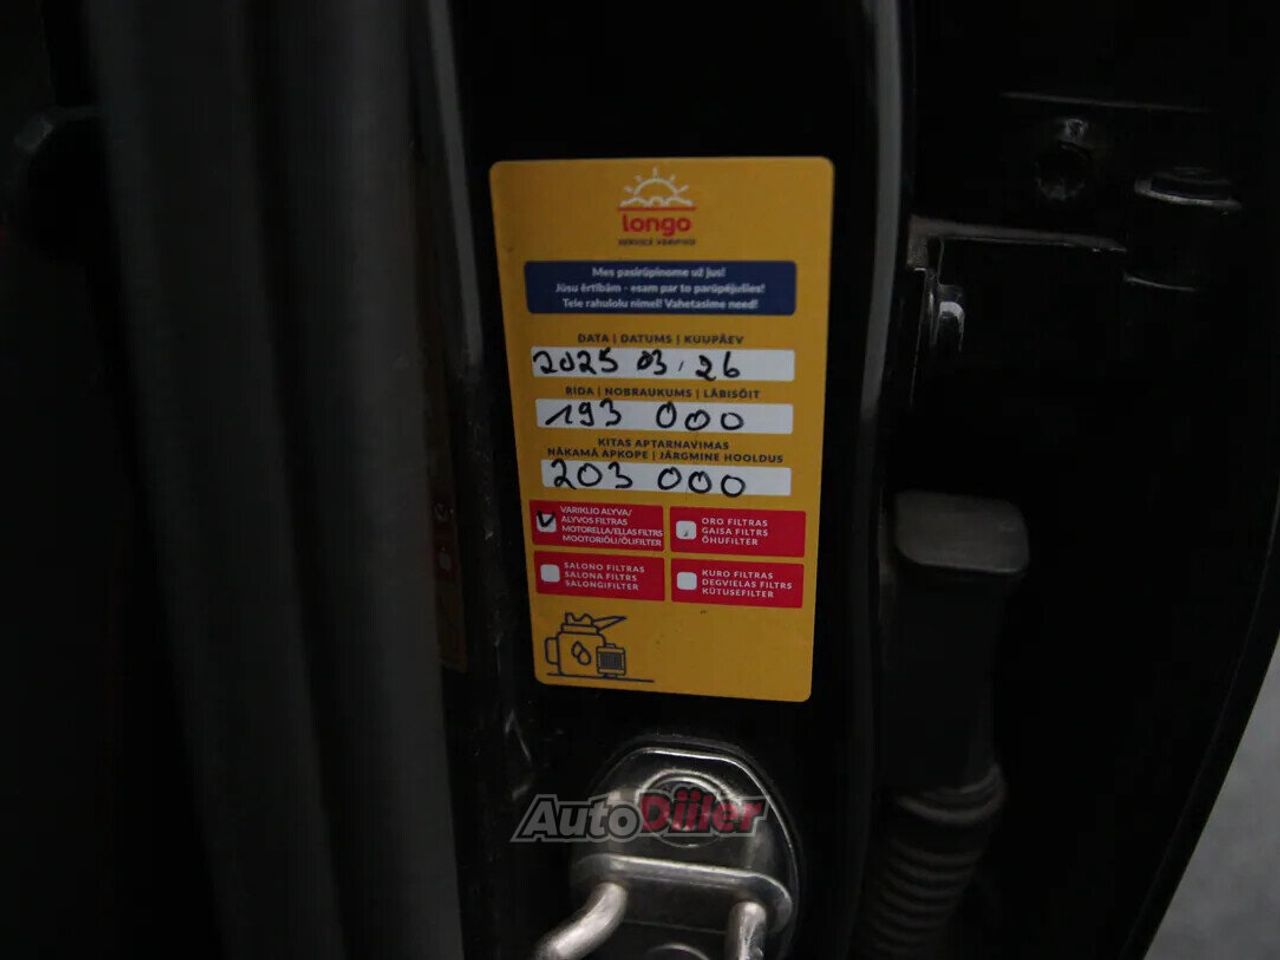 longo
SERVICE VERIFIED
Mes pasirūpinome už jus!
Jūsu ērtībām - esam par to parūpējušies!
Teie rahulolu nimel! Vahetasime need!
DATA | DATUMS | KUUPÄEV
2025 03. 26
RIDA | NOBRAUKUMS | LÄBISÕIT
193 000
KITAS APTARNAVIMAS
NĀKAMĀ APKOPE | JÄRGMINE HOOLDUS
203 000
VARIKLIO ALYVA/
ALYVOS FILTRAS
MOTORELLA/ELLAS FILTRS
MOOTORIÕLI/ÕLIFILTER
ORO FILTRAS
GAISA FILTRS
ÕHUFILTER
SALONO FILTRAS
SALONA FILTRS
SALONGIFILTER
KURO FILTRAS
DEGVIELAS FILTRS
KÜTUSEFILTER
AutoDiiler